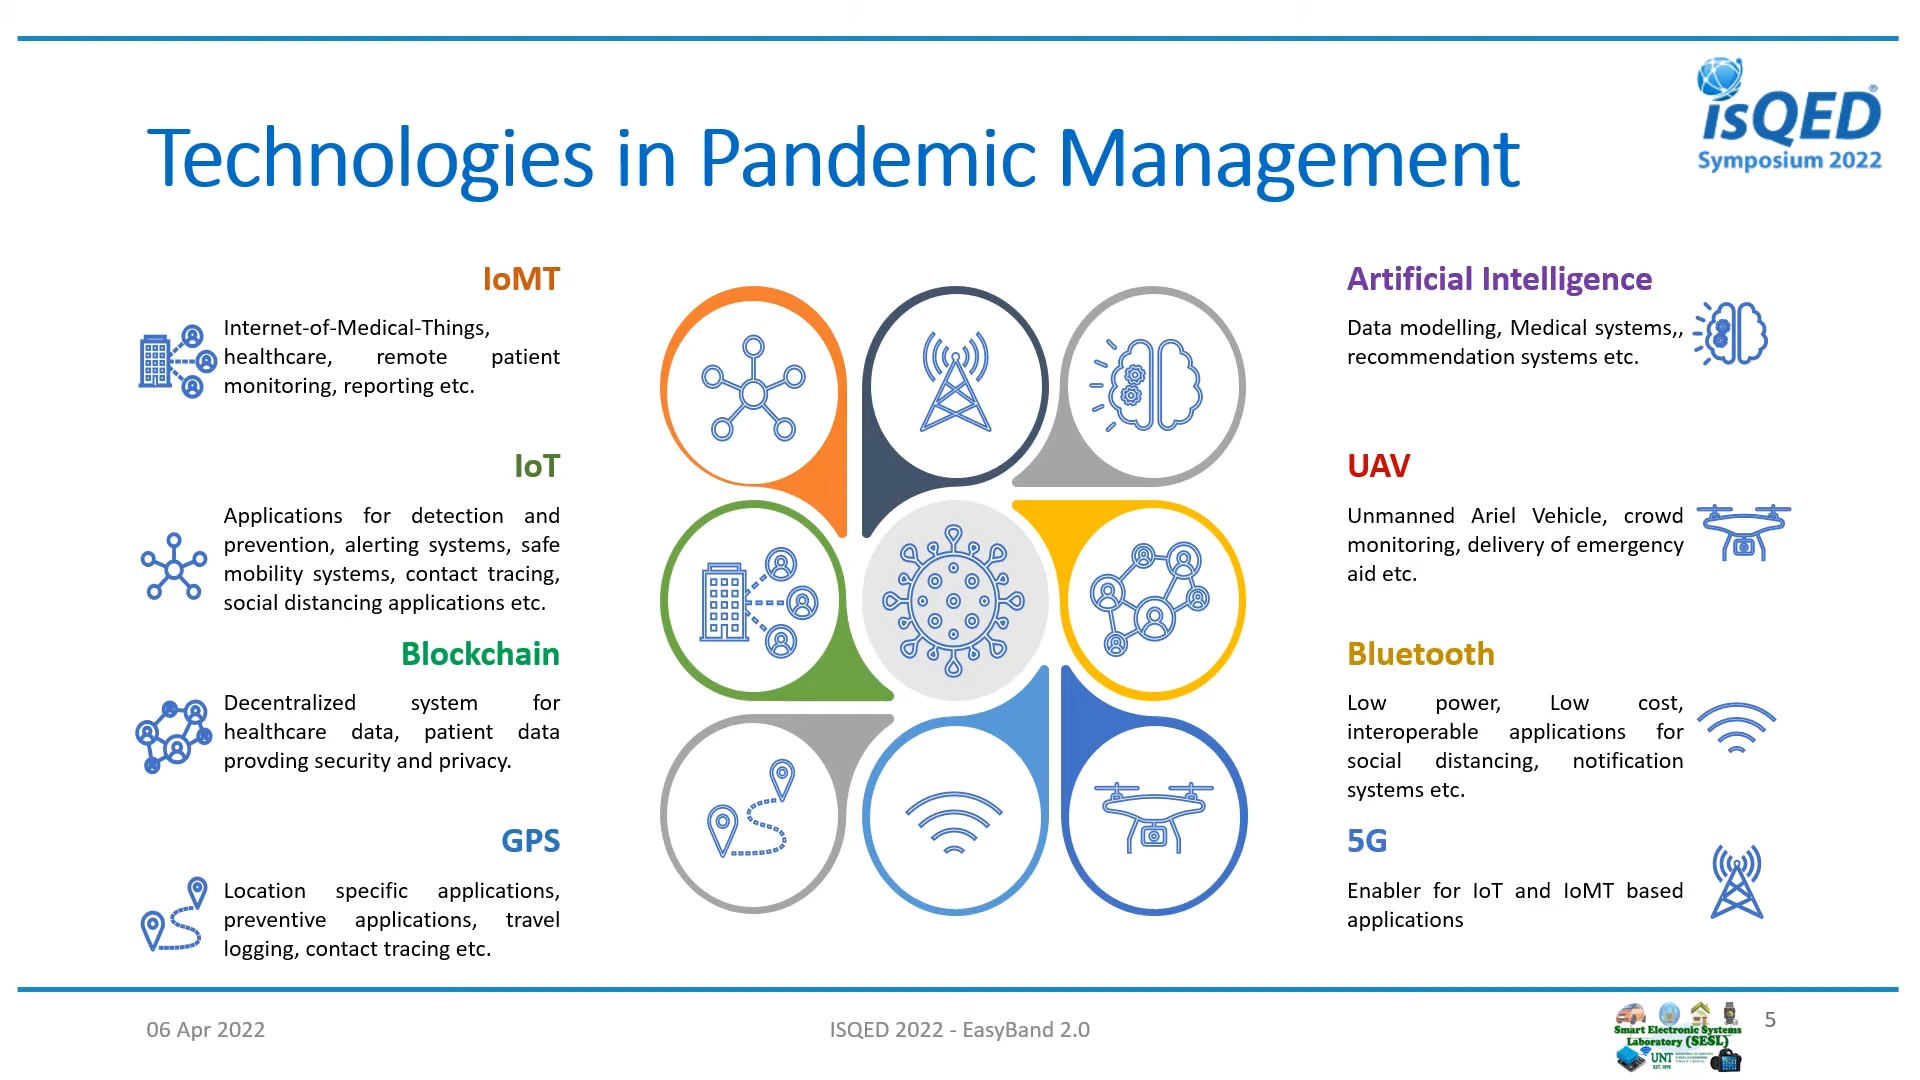 isQED®
Symposium 2022
Technologies in Pandemic Management
IoMT
Internet-of-Medical-Things,
healthcare, remote patient
monitoring, reporting etc.
IoT
Applications for detection and
prevention, alerting systems, safe
mobility systems, contact tracing,
social distancing applications etc.
Blockchain
Decentralized system for
healthcare data, patient data
provding security and privacy.
GPS
Location specific applications,
preventive applications, travel
logging, contact tracing etc.
Artificial Intelligence
Data modelling, Medical systems,,
recommendation systems etc.
UAV
Unmanned Ariel Vehicle, crowd
monitoring, delivery of emergency
aid etc.
Bluetooth
Low power, Low cost,
interoperable applications for
social distancing, notification
systems etc.
5G
Enabler for IoT and IoMT based
applications
06 Apr 2022
ISQED 2022 - EasyBand 2.0
Smart Electronic Systems
Laboratory (SESL)
UNT
EST. 1890
5